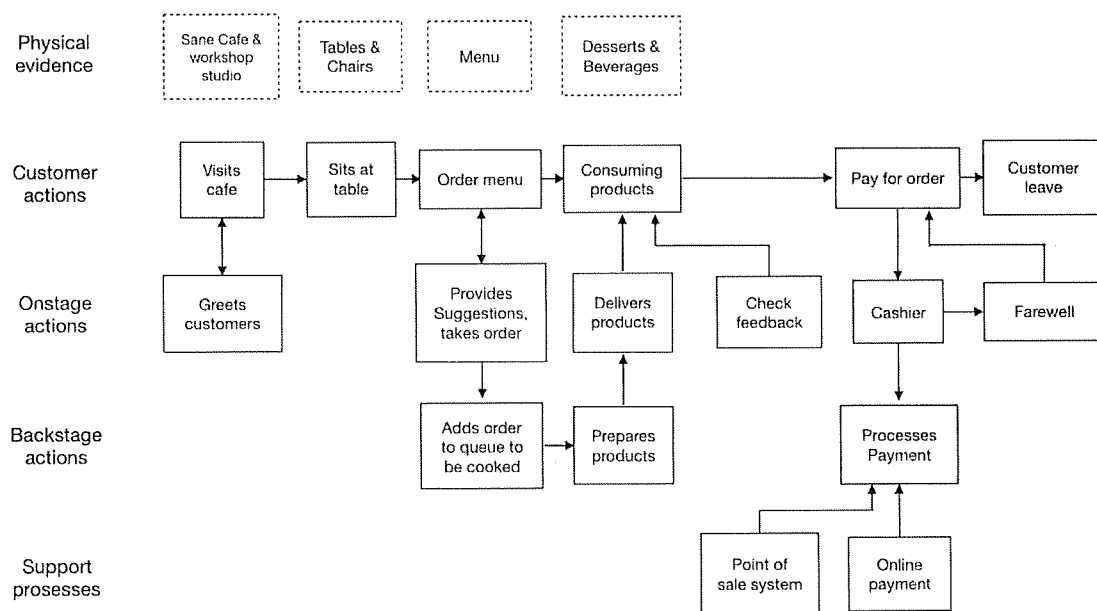 Physical
evidence
Sane Cafe &
workshop
studio
Tables &
Chairs
Menu
Desserts &
Beverages
Customer
actions
Visits
cafe
Sits at
table
Order menu
Consuming
products
Pay for order
Customer
leave
Onstage
actions
Greets
customers
Provides
Suggestions,
takes order
Delivers
products
Check
feedback
Cashier
Farewell
Backstage
actions
Adds order
to queue to
be cooked
Prepares
products
Processes
Payment
Support
prosesses
Point of
sale system
Online
payment